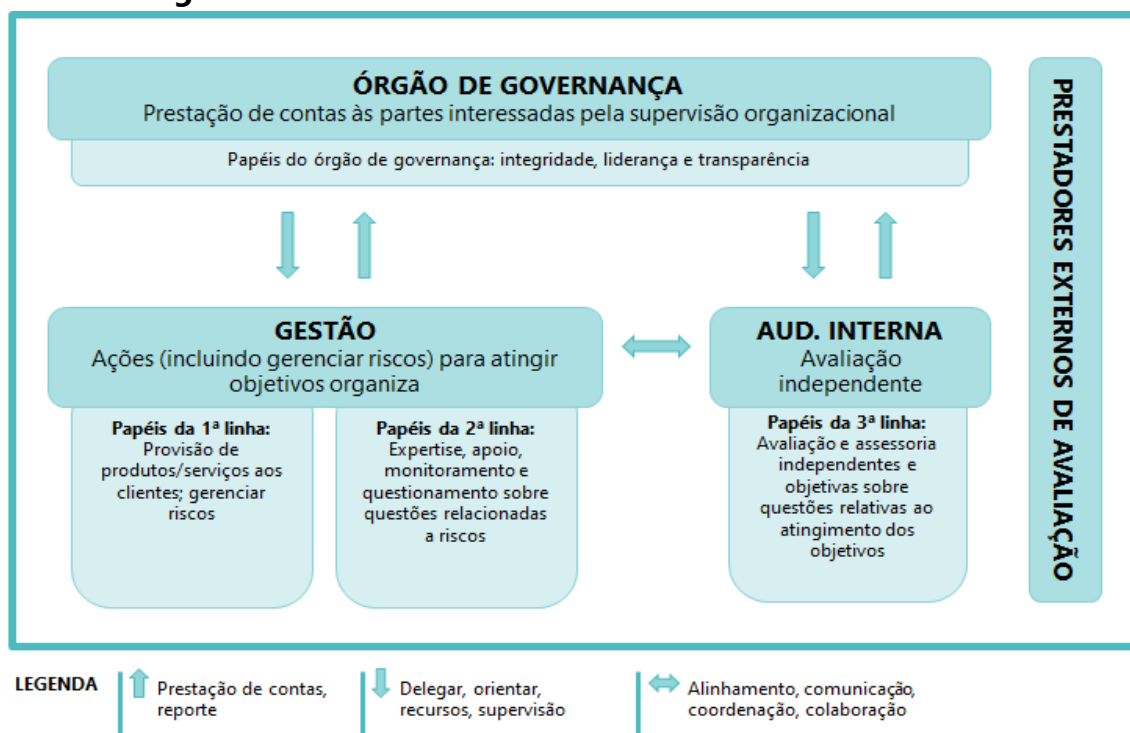 ÓRGÃO DE GOVERNANÇA
Prestação de contas às partes interessadas pela supervisão organizacional
Papéis do órgão de governança: integridade, liderança e transparência
GESTÃO
Ações (incluindo gerenciar riscos) para atingir
objetivos organiza
Papéis da 1ª linha:
Provisão de
produtos/serviços aos
clientes; gerenciar
riscos
Papéis da 2ª linha:
Expertise, apoio,
monitoramento e
questionamento sobre
questões relacionadas
a riscos
AUD. INTERNA
Avaliação
independente
Papéis da 3ª linha:
Avaliação e assessoria
independentes e
objetivas sobre
questões relativas ao
atingimento dos
objetivos
PRESTADORES EXTERNOS DE AVALIAÇÃO
LEGENDA
Prestação de contas,
reporte
Delegar, orientar,
recursos, supervisão
Alinhamento, comunicação,
coordenação, colaboração